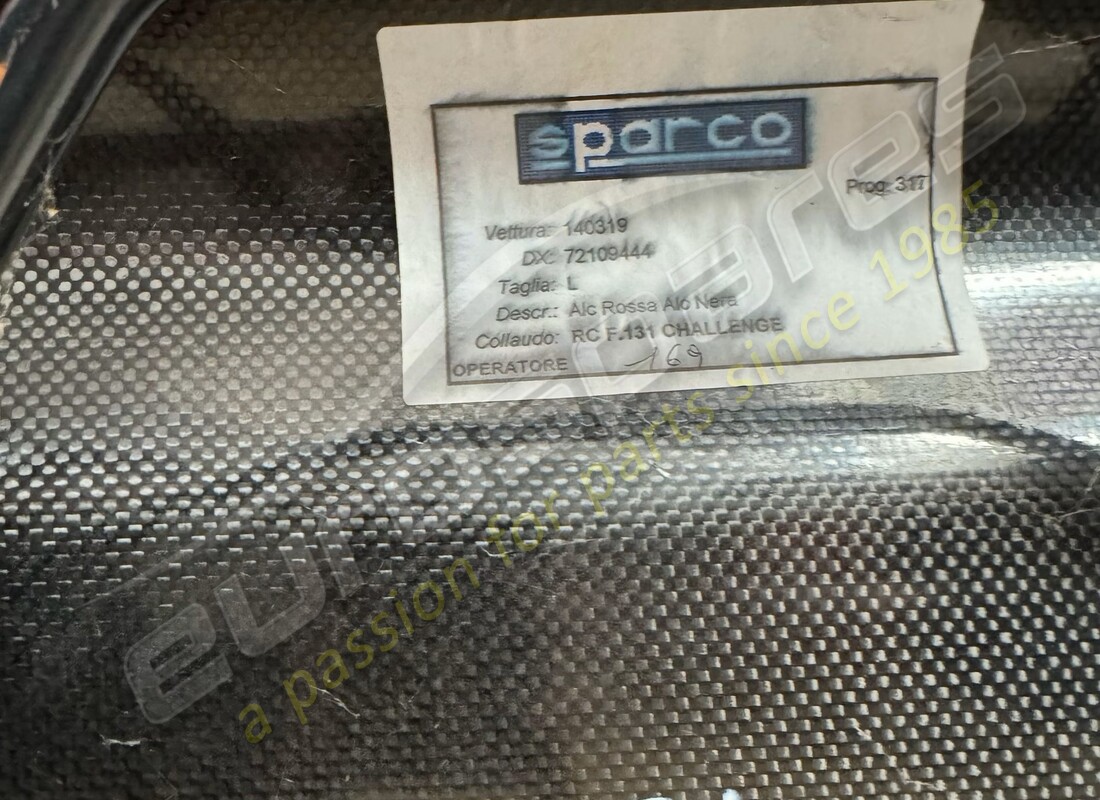 sparco
Prog: 317
Vettura: 140319
DX: 72109444
Taglia: L
Descr.: Alc Rossa Alc Nera
Collaudo: RC F.131 CHALLENGE
OPERATORE 169
eurospares
a passion for parts since 1985